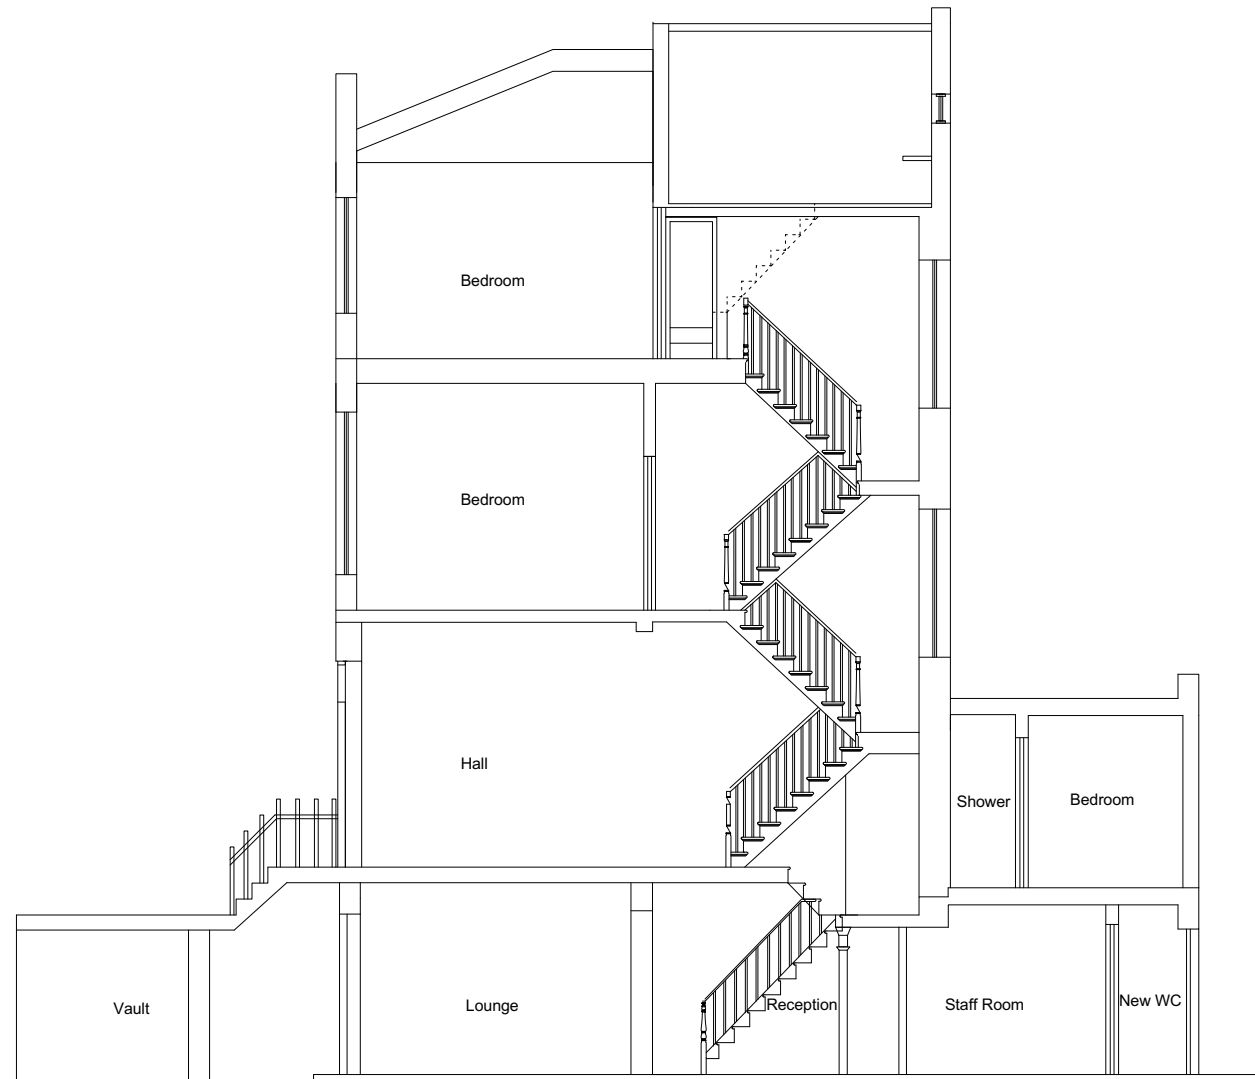 Bedroom
Bedroom
Hall
Shower
Bedroom
Vault
Lounge
Reception
Staff Room
New WC